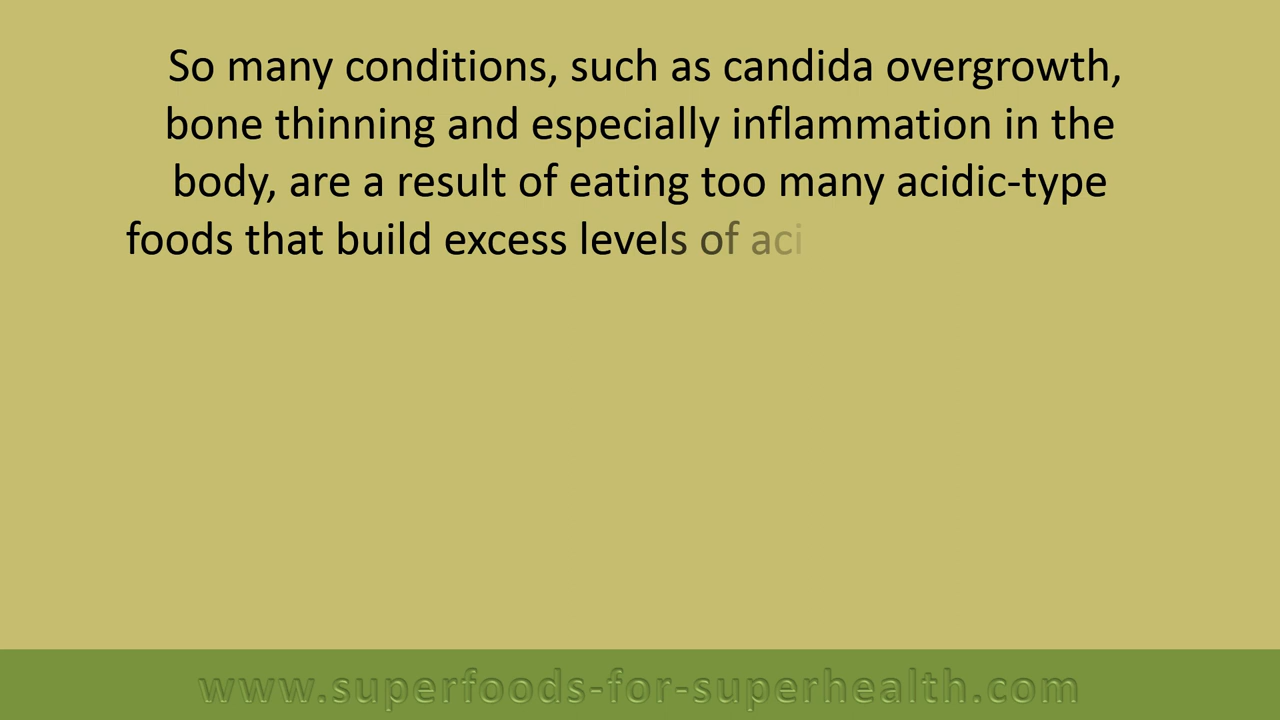 So many conditions, such as candida overgrowth,
bone thinning and especially inflammation in the
body, are a result of eating too many acidic-type
foods that build excess levels of aci
www.superfoods-for-superhealth.com